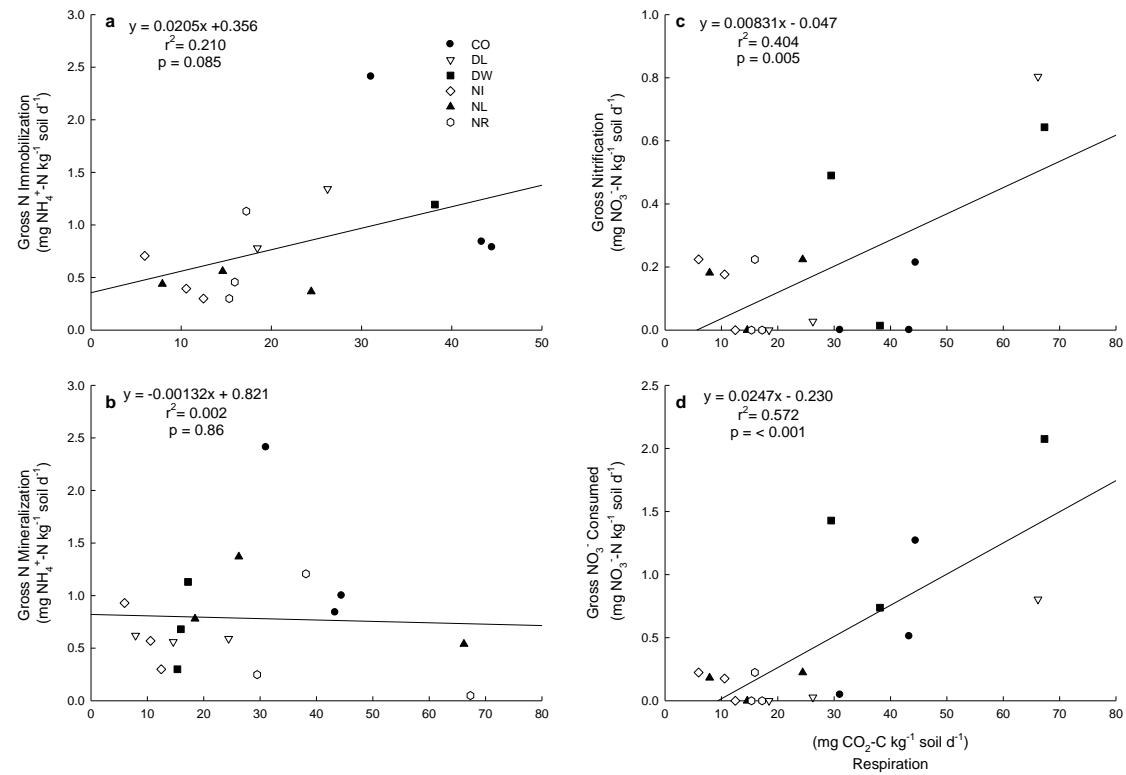 a
y = 0.0205x +0.356
r²= 0.210
p = 0.085
CO
DL
DW
NI
NL
NR
Gross N Immobilization
(mg NH₄⁺-N kg⁻¹ soil d⁻¹)
3.0
2.5
2.0
1.5
1.0
0.5
0.0
0 10 20 30 40 50
c
y = 0.00831x - 0.047
r²= 0.404
p = 0.005
Gross Nitrification
(mg NO₃⁻-N kg⁻¹ soil d⁻¹)
1.0
0.8
0.6
0.4
0.2
0.0
0 10 20 30 40 50 60 70 80
b
y = -0.00132x + 0.821
r²= 0.002
p = 0.86
Gross N Mineralization
(mg NH₄⁺-N kg⁻¹ soil d⁻¹)
3.0
2.5
2.0
1.5
1.0
0.5
0.0
0 10 20 30 40 50 60 70 80
d
y = 0.0247x - 0.230
r²= 0.572
p = < 0.001
Gross NO₃⁻ Consumed
(mg NO₃⁻-N kg⁻¹ soil d⁻¹)
2.5
2.0
1.5
1.0
0.5
0.0
0 10 20 30 40 50 60 70 80
(mg CO₂-C kg⁻¹ soil d⁻¹)
Respiration